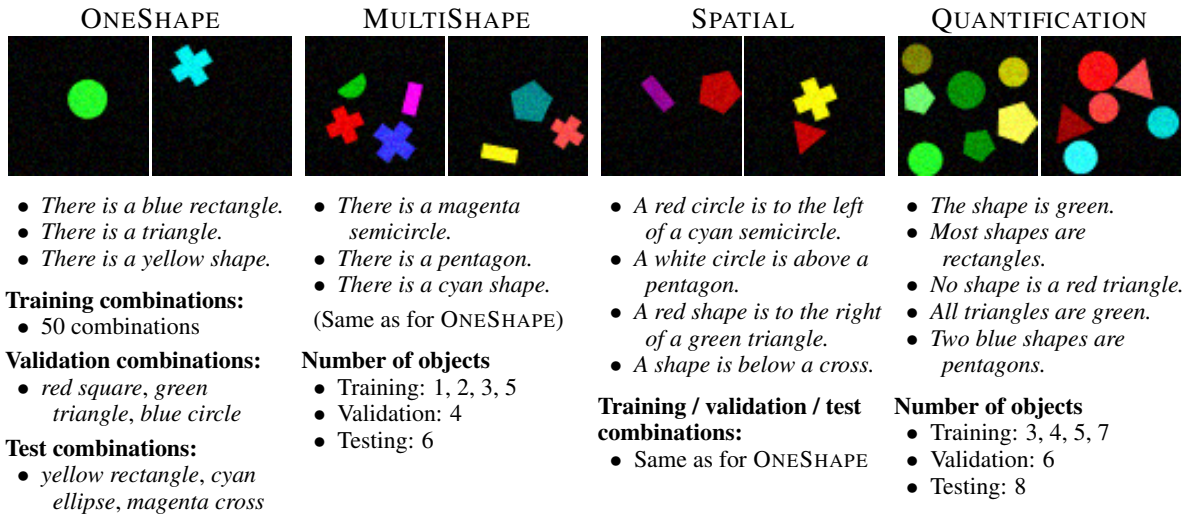 ONESHAPE
• There is a blue rectangle.
• There is a triangle.
• There is a yellow shape.
Training combinations:
• 50 combinations
Validation combinations:
• red square, green
triangle, blue circle
Test combinations:
• yellow rectangle, cyan
ellipse, magenta cross
MULTISHAPE
• There is a magenta
semicircle.
• There is a pentagon.
• There is a cyan shape.
(Same as for ONESHAPE)
Number of objects
• Training: 1, 2, 3, 5
• Validation: 4
• Testing: 6
SPATIAL
• A red circle is to the left
of a cyan semicircle.
• A white circle is above a
pentagon.
• A red shape is to the right
of a green triangle.
• A shape is below a cross.
Training / validation / test
combinations:
• Same as for ONESHAPE
QUANTIFICATION
• The shape is green.
• Most shapes are
rectangles.
• No shape is a red triangle.
• All triangles are green.
• Two blue shapes are
pentagons.
Number of objects
• Training: 3, 4, 5, 7
• Validation: 6
• Testing: 8